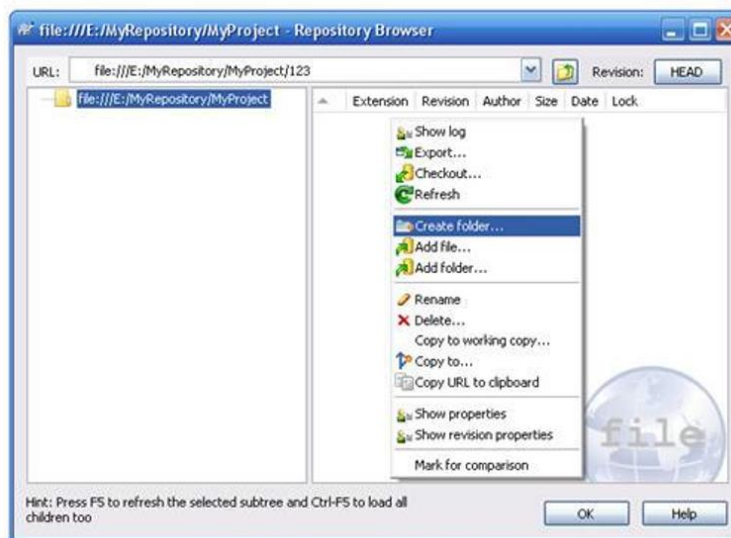 file:///E:/MyRepository/MyProject - Repository Browser
URL: file:///E:/MyRepository/MyProject/123 Revision: HEAD
file:///E:/MyRepository/MyProject
Extension Revision Author Size Date Lock
Show log
Export...
Checkout...
Refresh
Create folder...
Add file...
Add folder...
Rename
Delete...
Copy to working copy...
Copy to...
Copy URL to clipboard
Show properties
Show revision properties
Mark for comparison
file
Hint: Press F5 to refresh the selected subtree and Ctrl-F5 to load all
children too
OK Help